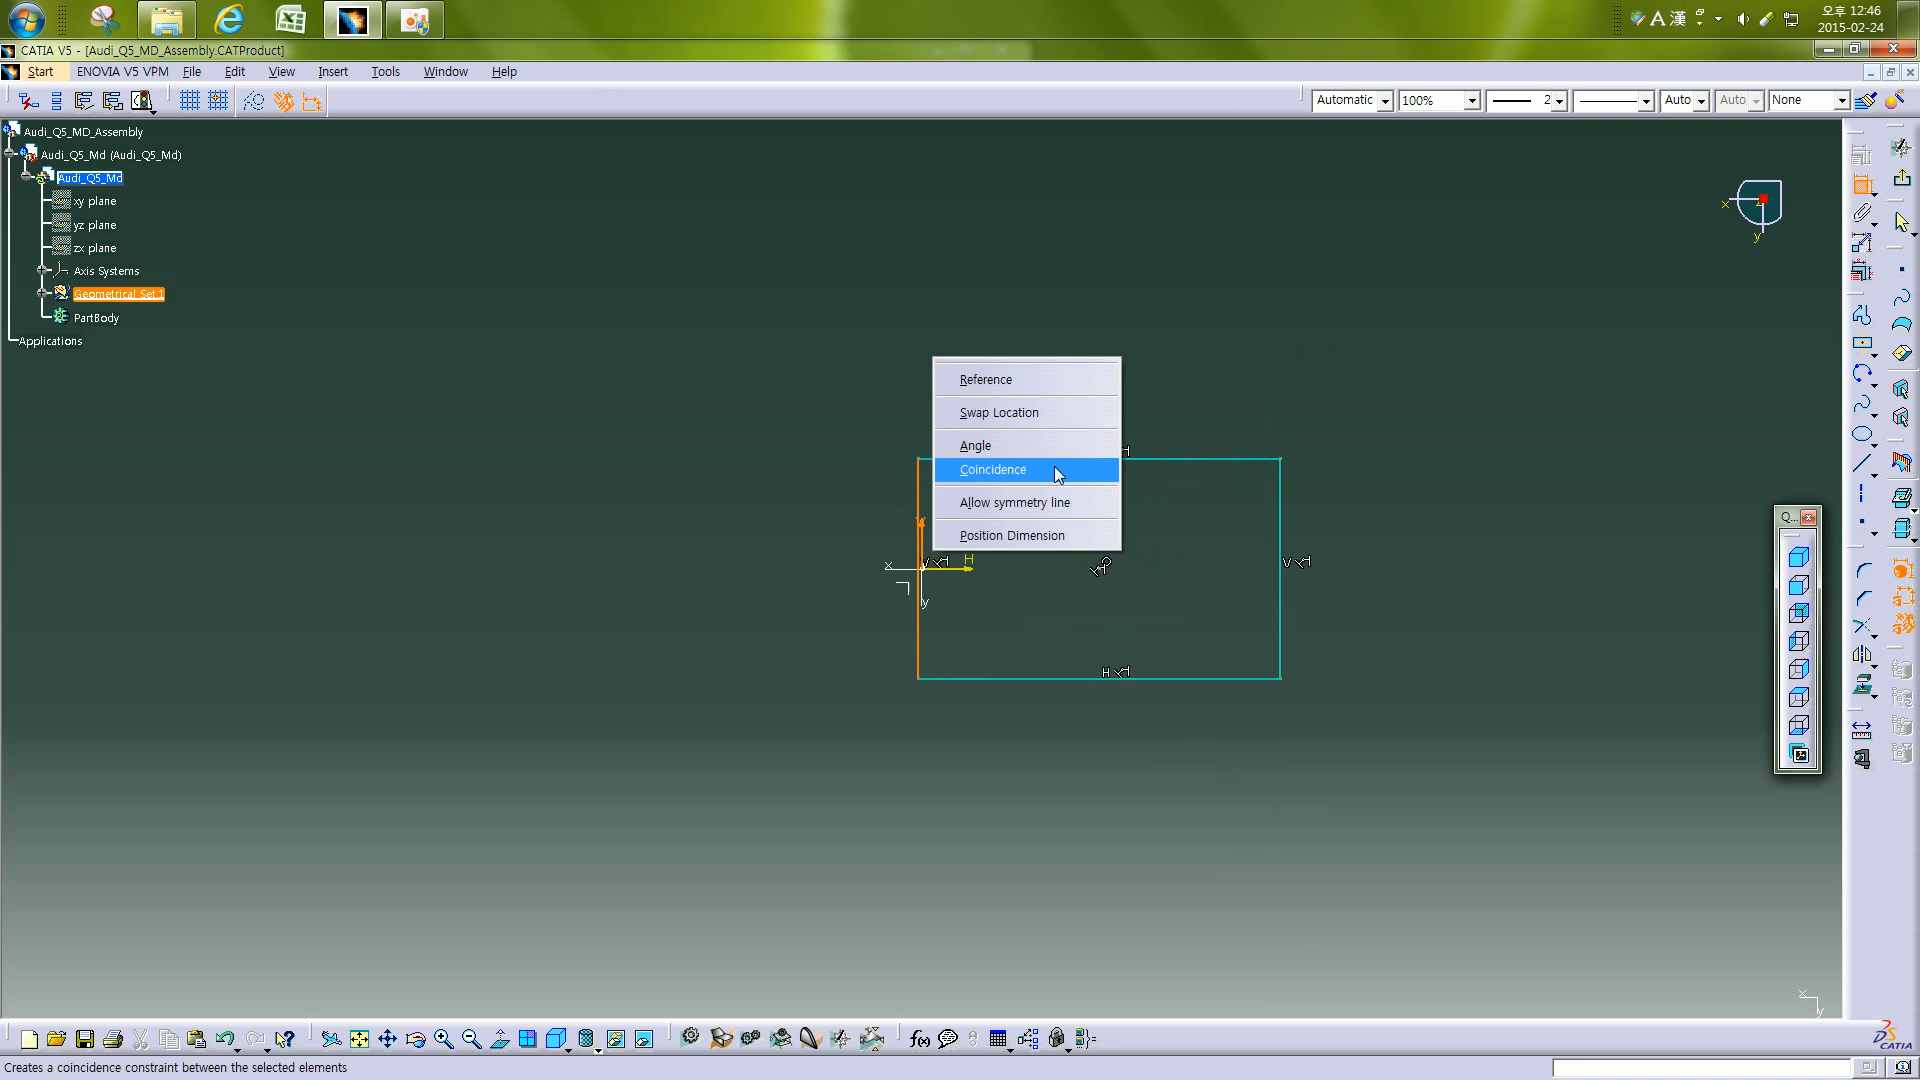 오후 12:46
A 漢
2015-02-24
CATIA V5 - [Audi_Q5_MD_Assembly.CATProduct]
Start ENOVIA V5 VPM File Edit View Insert Tools Window Help
Automatic 100% 2 Auto Auto None
Audi_Q5_MD_Assembly
Audi_Q5_Md (Audi_Q5_Md)
Audi_Q5_Md
xy plane
yz plane
zx plane
Axis Systems
Geometrical Set.1
PartBody
Applications
x
y
Reference
Swap Location
Angle
Coincidence
Allow symmetry line
Position Dimension
H
V
H
x
y
V
H
Q...
x
y
f(x)
CATIA
Creates a coincidence constraint between the selected elements